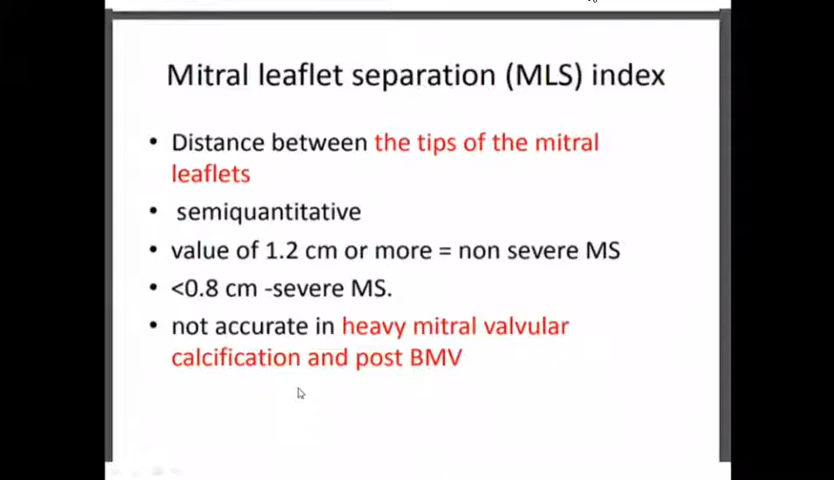 Mitral leaflet separation (MLS) index
• Distance between the tips of the mitral
leaflets
• semiquantitative
• value of 1.2 cm or more = non severe MS
• <0.8 cm -severe MS.
• not accurate in heavy mitral valvular
calcification and post BMV